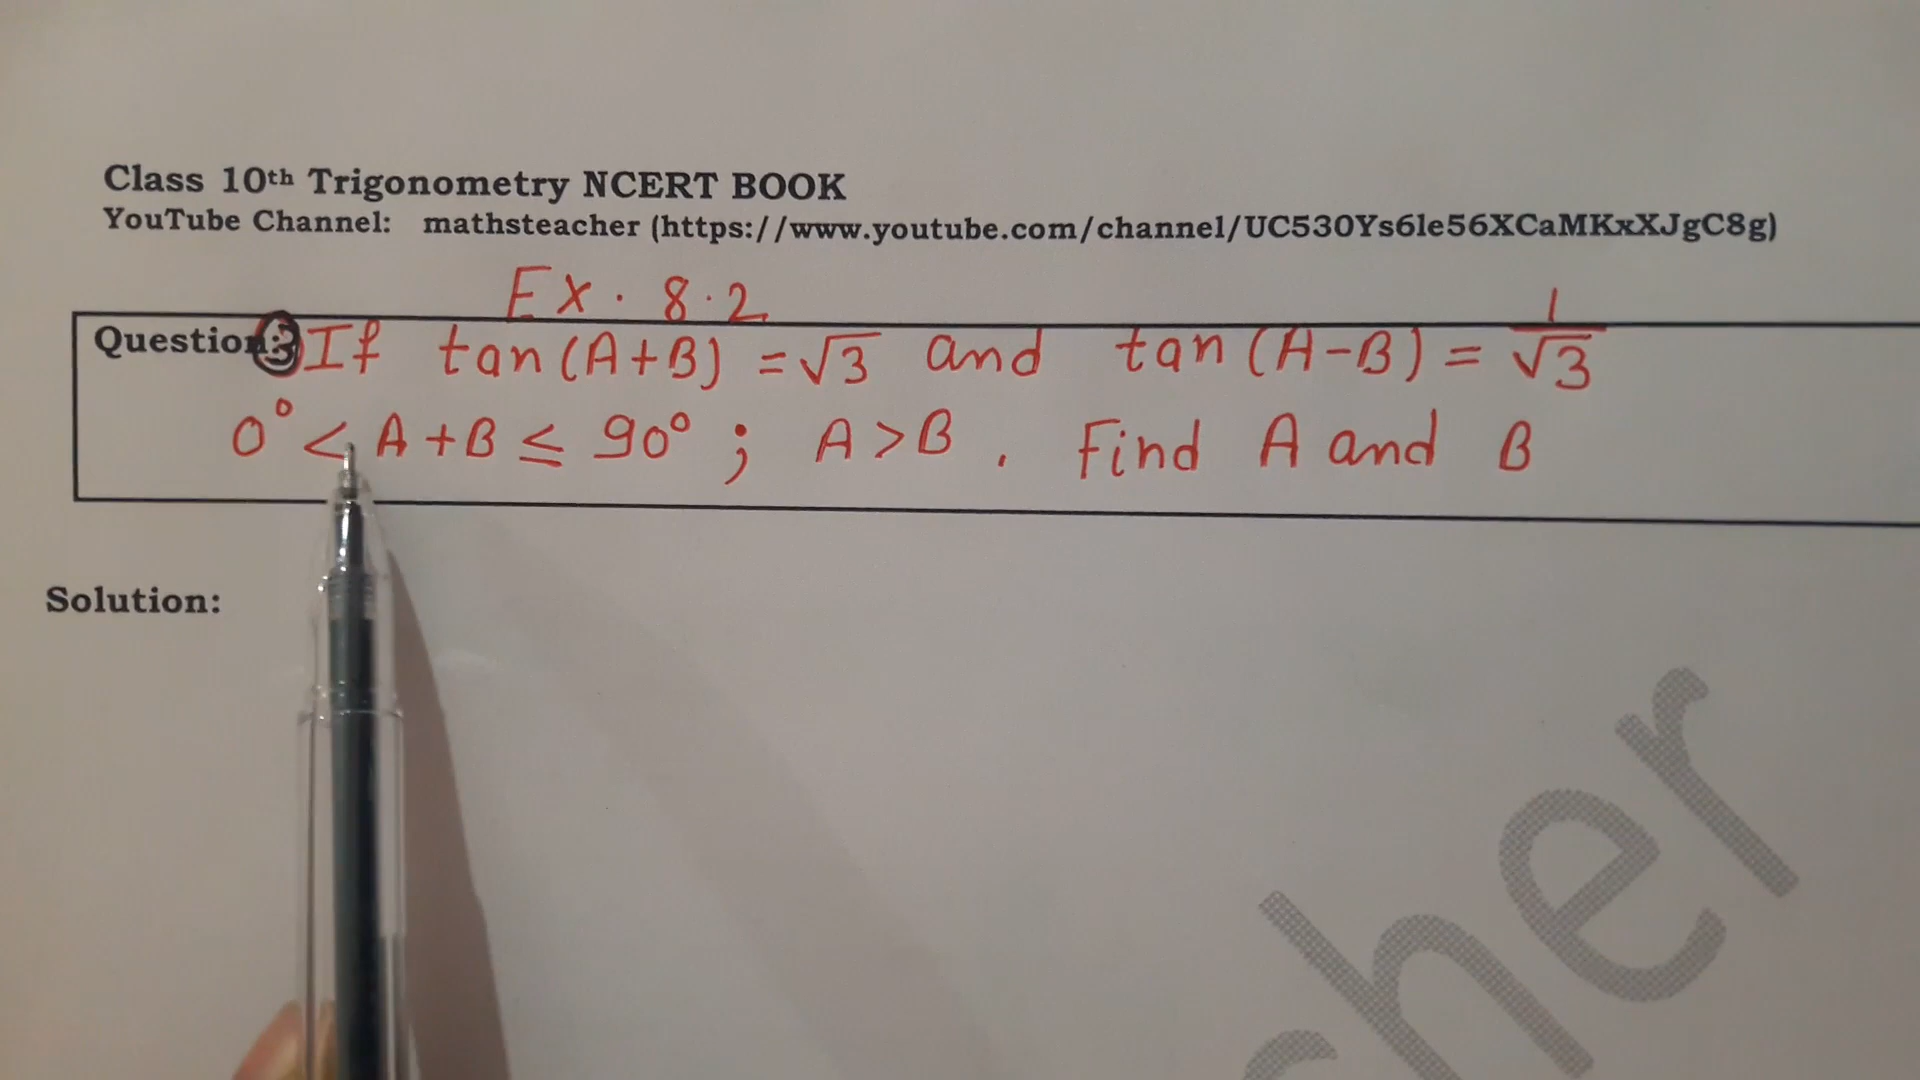 Class 10th Trigonometry NCERT BOOK
YouTube Channel: mathsteacher (https://www.youtube.com/channel/UC530Ys6le56XCaMKxXJgC8g)
Ex. 8.2
Question:3 If tan(A+B) = √3 and tan(A-B) = 1/√3
0° < A+B ≤ 90° ; A>B . Find A and B
Solution:
cher